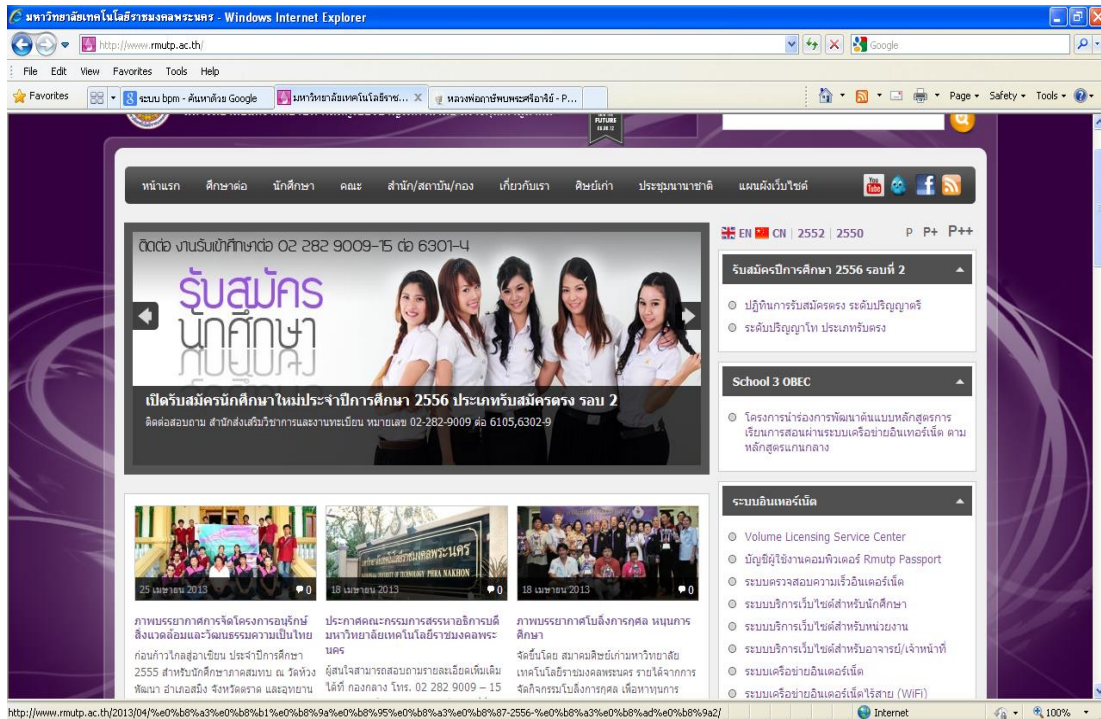 มหาวิทยาลัยเทคโนโลยีราชมงคลพระนคร - Windows Internet Explorer
http://www.rmutp.ac.th/
Google
File Edit View Favorites Tools Help
Favorites
ระบบ bpm - ค้นหาด้วย Google
มหาวิทยาลัยเทคโนโลยีราช...
หลวงพ่อฤาษีพบพระศรีอาริย์ - P...
Page Safety Tools
FUTURE
หน้าแรก ศึกษาต่อ นักศึกษา คณะ สำนัก/สถาบัน/กอง เกี่ยวกับเรา ศิษย์เก่า ประชุมนานาชาติ แผนผังเว็บไซต์
You Tube
EN CN | 2552 | 2550 P P+ P++
ติดต่อ งานรับเข้าศึกษาต่อ 02 282 9009-15 ต่อ 6301-4
รับสมัคร
นักศึกษา
เปิดรับสมัครนักศึกษาใหม่ประจำปีการศึกษา 2556 ประเภทรับสมัครตรง รอบ 2
ติดต่อสอบถาม สำนักส่งเสริมวิชาการและงานทะเบียน หมายเลข 02-282-9009 ต่อ 6105,6302-9
รับสมัครปีการศึกษา 2556 รอบที่ 2
ปฏิทินการรับสมัครตรง ระดับปริญญาตรี
ระดับปริญญาโท ประเภทรับตรง
School 3 OBEC
โครงการนำร่องการพัฒนาต้นแบบหลักสูตรการ
เรียนการสอนผ่านระบบเครือข่ายอินเทอร์เน็ต ตาม
หลักสูตรแกนกลาง
ระบบอินเทอร์เน็ต
Volume Licensing Service Center
บัญชีผู้ใช้งานคอมพิวเตอร์ Rmutp Passport
ระบบตรวจสอบความเร็วอินเตอร์เน็ต
ระบบบริการเว็บไซต์สำหรับนักศึกษา
ระบบบริการเว็บไซต์สำหรับหน่วยงาน
ระบบบริการเว็บไซต์สำหรับอาจารย์/เจ้าหน้าที่
ระบบเครือข่ายอินเตอร์เน็ต
ระบบเครือข่ายอินเตอร์เน็ตไร้สาย (WiFi)
25 เมษายน 2013 0
ภาพบรรยากาศการจัดโครงการอนุรักษ์
สิ่งแวดล้อมและวัฒนธรรมความเป็นไทย
ก่อนก้าวไกลสู่อาเซียน ประจำปีการศึกษา
2555 สำหรับนักศึกษาภาคสมทบ ณ วัดห้วง
พัฒนา อำเภอสมิง จังหวัดตราด และอุทยาน
18 เมษายน 2013 0
ประกาศคณะกรรมการสรรหาอธิการบดี
มหาวิทยาลัยเทคโนโลยีราชมงคลพระ
นคร
ผู้สนใจสามารถสอบถามรายละเอียดเพิ่มเติม
ได้ที่ กองกลาง โทร. 02 282 9009 – 15
18 เมษายน 2013 0
ภาพบรรยากาศโบลิ่งการกุศล หนุนการ
ศึกษา
จัดขึ้นโดย สมาคมศิษย์เก่ามหาวิทยาลัย
เทคโนโลยีราชมงคลพระนคร รายได้จากการ
จัดกิจกรรมโบลิ่งการกุศล เพื่อหาทุนการ
http://www.rmutp.ac.th/2013/04/%e0%b8%a3%e0%b8%b1%e0%b8%9a%e0%b8%95%e0%b8%a3%e0%b8%87-2556-%e0%b8%a3%e0%b8%ad%e0%b8%9a2/
Internet
100%